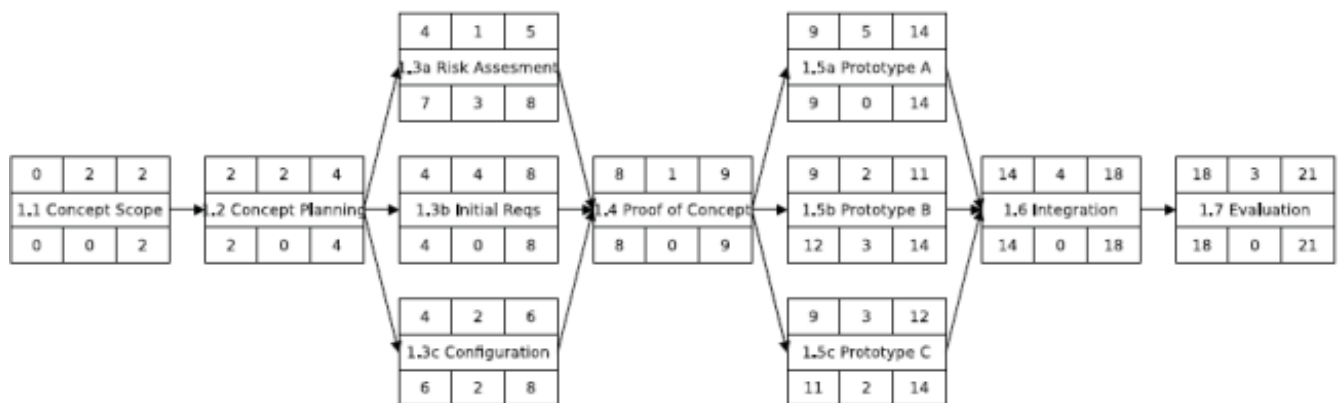 4 1 5
1.3a Risk Assesment
7 3 8
9 5 14
1.5a Prototype A
9 0 14
0 2 2
1.1 Concept Scope
0 0 2
2 2 4
1.2 Concept Planning
2 0 4
4 4 8
1.3b Initial Reqs
4 0 8
8 1 9
1.4 Proof of Concept
8 0 9
9 2 11
1.5b Prototype B
12 3 14
14 4 18
1.6 Integration
14 0 18
18 3 21
1.7 Evaluation
18 0 21
4 2 6
1.3c Configuration
6 2 8
9 3 12
1.5c Prototype C
11 2 14